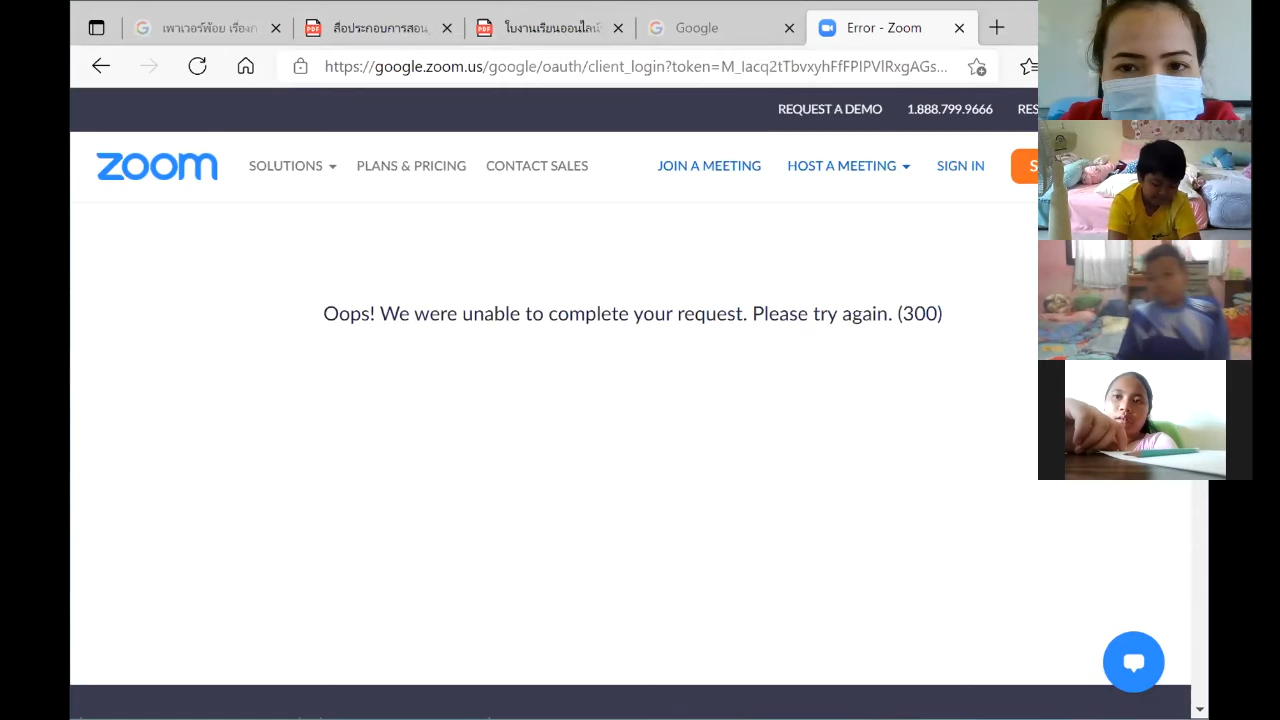 เพาเวอร์พ้อย เรื่องก
สื่อประกอบการสอน
ใบงานเรียนออนไลน์
Google
Error - Zoom
https://google.zoom.us/google/oauth/client_login?token=M_Iacq2tTbvxyhFfFPlPVlRxgAGs...
REQUEST A DEMO 1.888.799.9666 RES
zoom SOLUTIONS PLANS & PRICING CONTACT SALES JOIN A MEETING HOST A MEETING SIGN IN S
Oops! We were unable to complete your request. Please try again. (300)